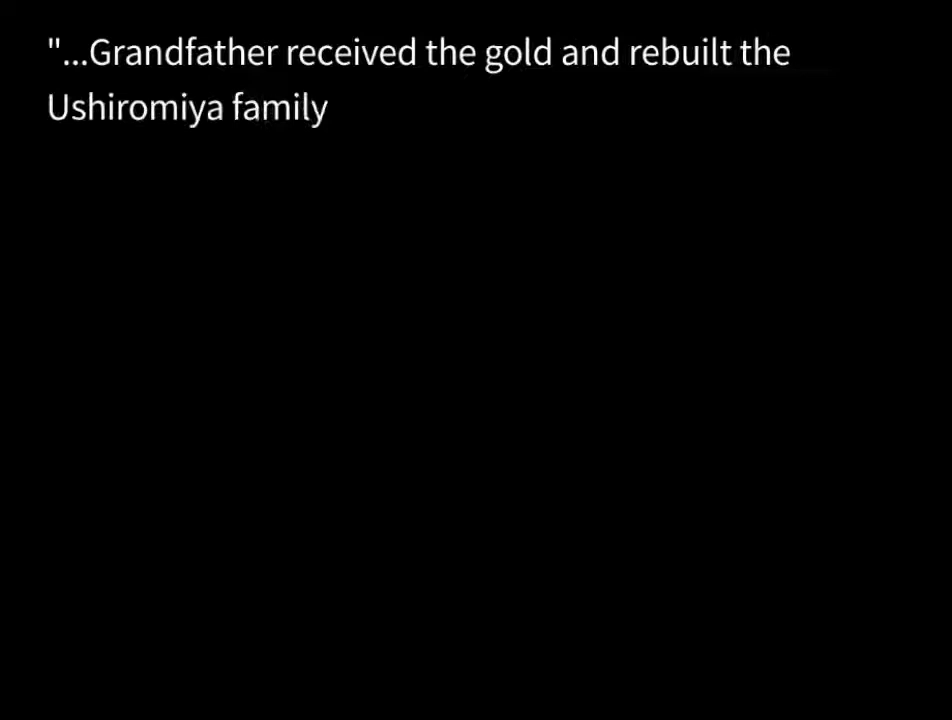 "...Grandfather received the gold and rebuilt the
Ushiromiya family